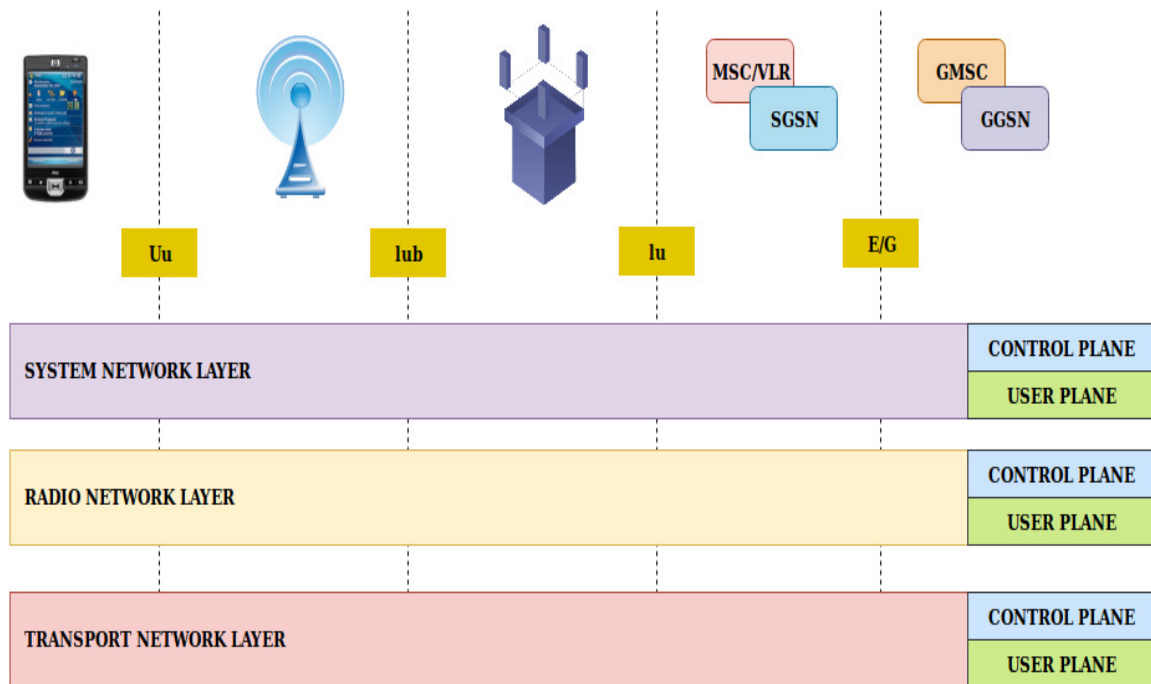 MSC/VLR
SGSN
GMSC
GGSN
Uu
lub
lu
E/G
SYSTEM NETWORK LAYER
CONTROL PLANE
USER PLANE
RADIO NETWORK LAYER
CONTROL PLANE
USER PLANE
TRANSPORT NETWORK LAYER
CONTROL PLANE
USER PLANE